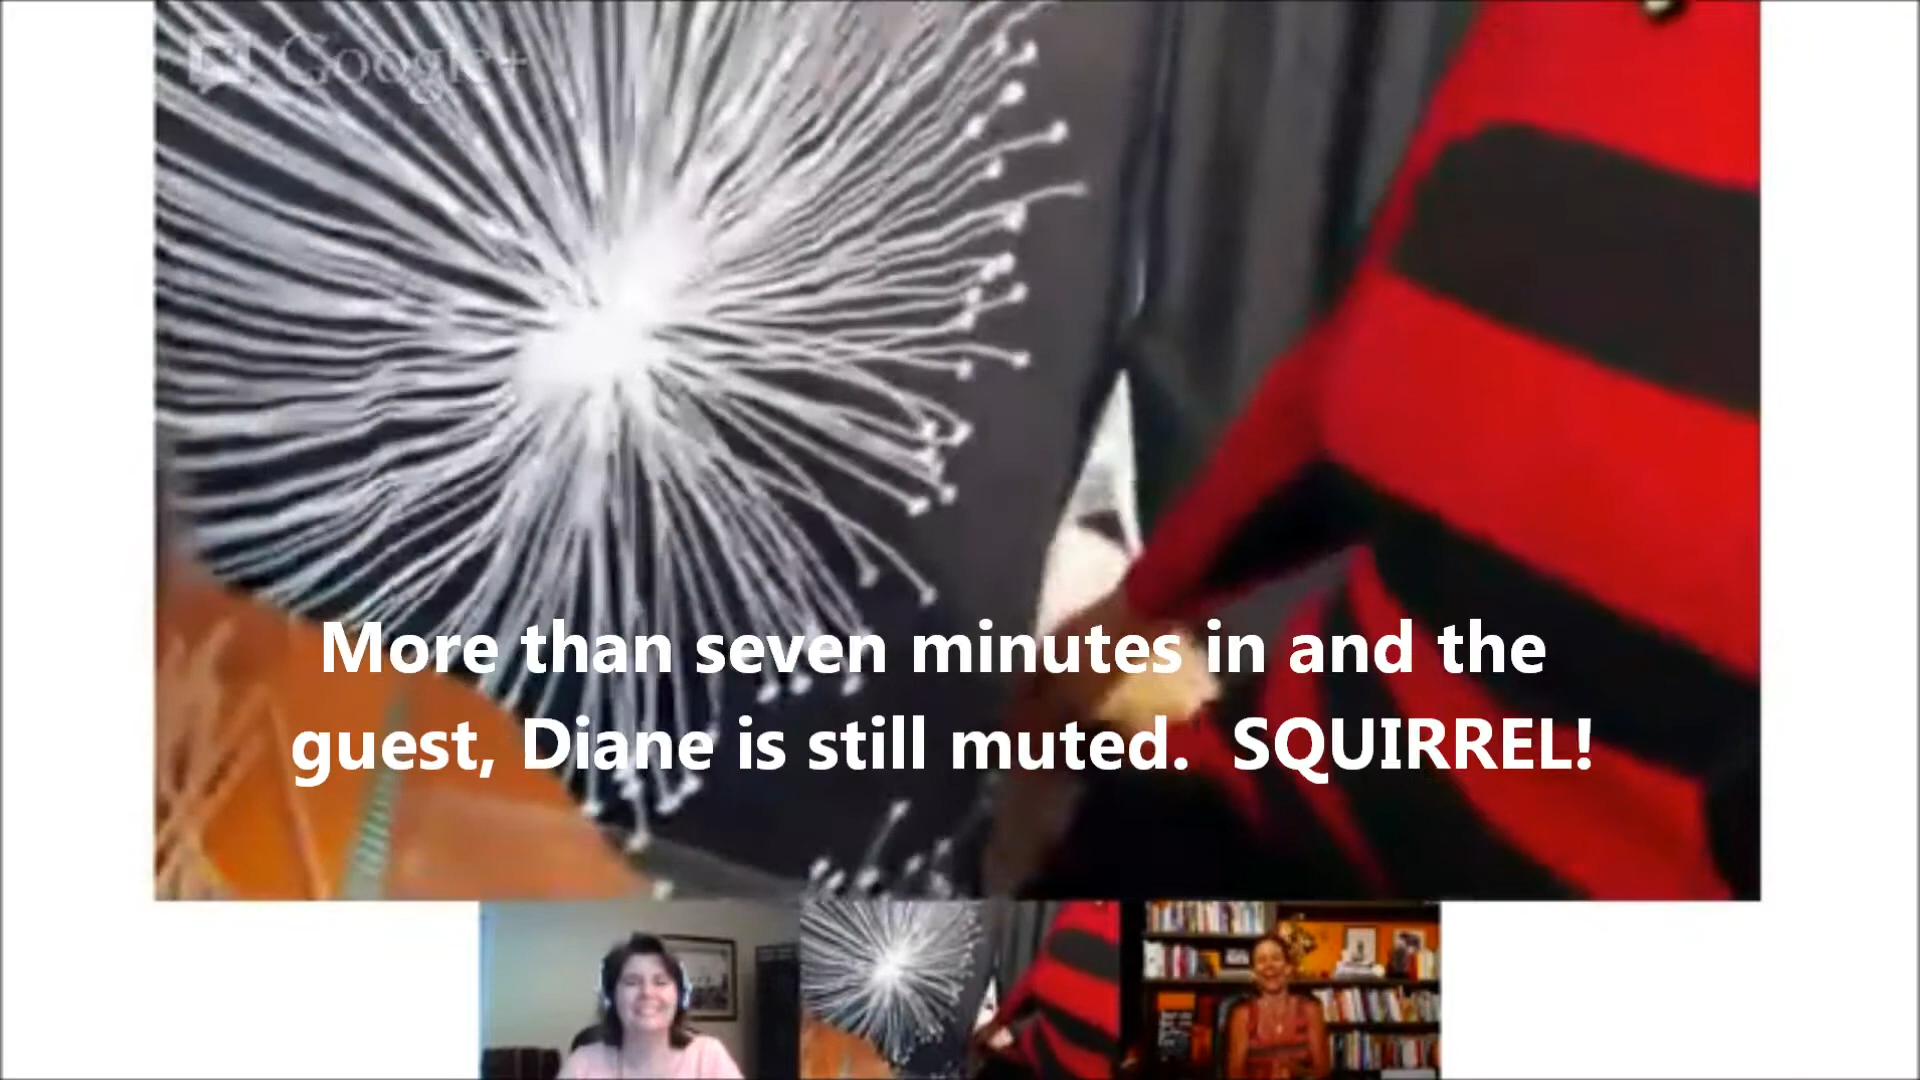 Google+
More than seven minutes in and the
guest, Diane is still muted.  SQUIRREL!